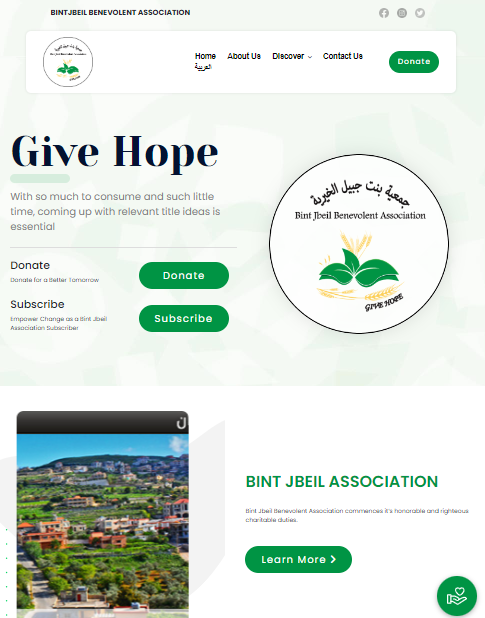 BINTJBEIL BENEVOLENT ASSOCIATION
Home
About Us
Discover
Contact Us
العربية
Donate
Give Hope
With so much to consume and such little
time, coming up with relevant title ideas is
essential
Donate
Donate for a Better Tomorrow
Donate
Subscribe
Empower Change as a Bint Jbeil
Association Subscriber
Subscribe
جمعية بنت جبيل الخيرية
Bint Jbeil Benevolent Association
GIVE HOPE
BINT JBEIL ASSOCIATION
Bint Jbeil Benevolent Association commences it's honorable and righteous
charitable duties.
Learn More